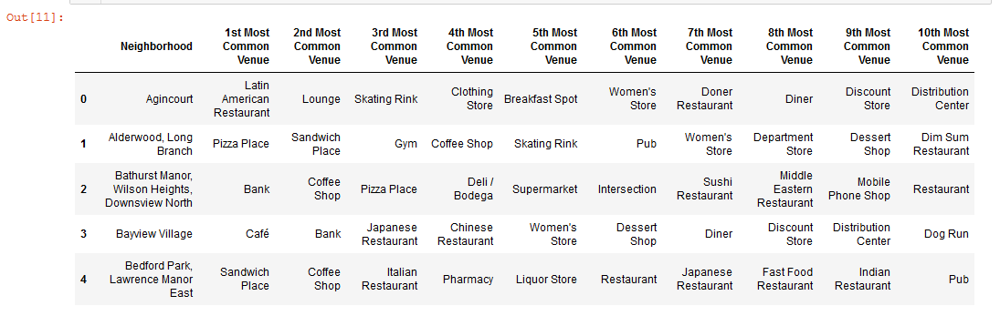 Out[11]:
Neighborhood 1st Most Common Venue 2nd Most Common Venue 3rd Most Common Venue 4th Most Common Venue 5th Most Common Venue 6th Most Common Venue 7th Most Common Venue 8th Most Common Venue 9th Most Common Venue 10th Most Common Venue
0 Agincourt Latin American Restaurant Lounge Skating Rink Clothing Store Breakfast Spot Women's Store Doner Restaurant Diner Discount Store Distribution Center
1 Alderwood, Long Branch Pizza Place Sandwich Place Gym Coffee Shop Skating Rink Pub Women's Store Department Store Dessert Shop Dim Sum Restaurant
2 Bathurst Manor, Wilson Heights, Downsview North Bank Coffee Shop Pizza Place Deli / Bodega Supermarket Intersection Sushi Restaurant Middle Eastern Restaurant Mobile Phone Shop Restaurant
3 Bayview Village Café Bank Japanese Restaurant Chinese Restaurant Women's Store Dessert Shop Diner Discount Store Distribution Center Dog Run
4 Bedford Park, Lawrence Manor East Sandwich Place Coffee Shop Italian Restaurant Pharmacy Liquor Store Restaurant Japanese Restaurant Fast Food Restaurant Indian Restaurant Pub